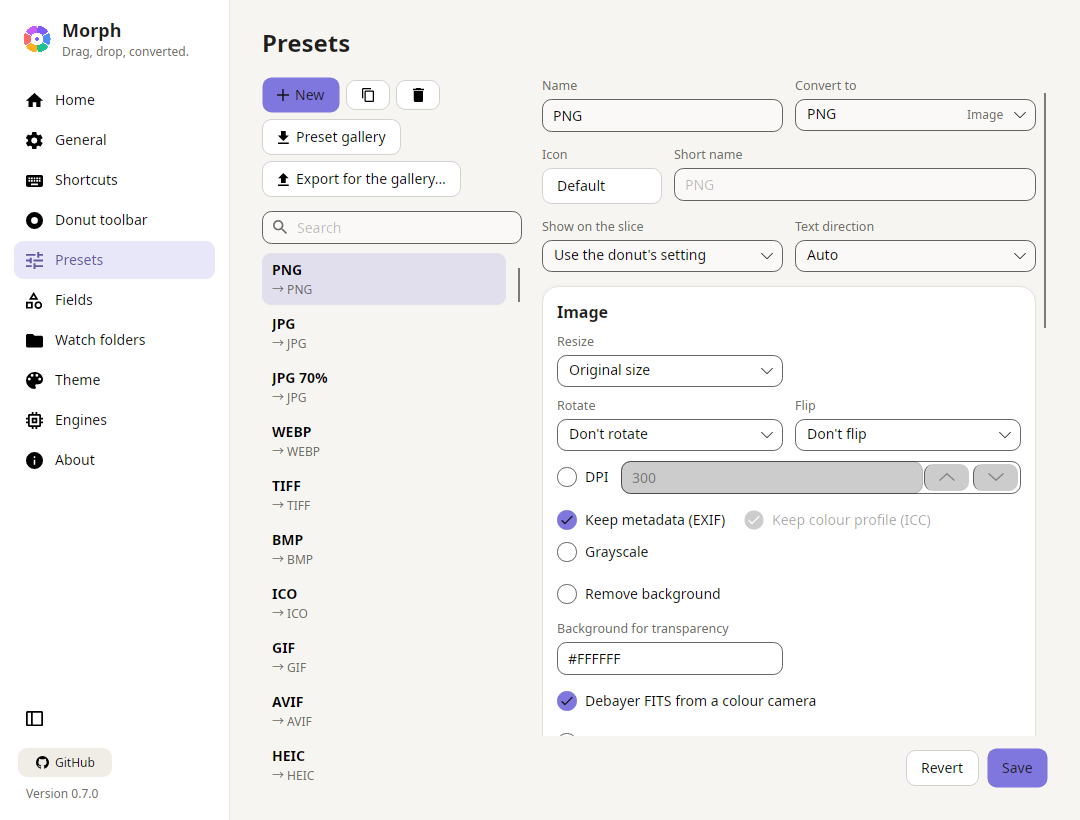 Morph
Drag, drop, converted.
Home
General
Shortcuts
Donut toolbar
Presets
Fields
Watch folders
Theme
Engines
About
GitHub
Version 0.7.0
Presets
New
Preset gallery
Export for the gallery...
Search
PNG
→ PNG
JPG
→ JPG
JPG 70%
→ JPG
WEBP
→ WEBP
TIFF
→ TIFF
BMP
→ BMP
ICO
→ ICO
GIF
→ GIF
AVIF
→ AVIF
HEIC
→ HEIC
Name
Convert to
PNG
PNG Image
Icon
Short name
Default
PNG
Show on the slice
Text direction
Use the donut's setting
Auto
Image
Resize
Original size
Rotate
Flip
Don't rotate
Don't flip
DPI
300
Keep metadata (EXIF)
Keep colour profile (ICC)
Grayscale
Remove background
Background for transparency
#FFFFFF
Debayer FITS from a colour camera
Revert
Save